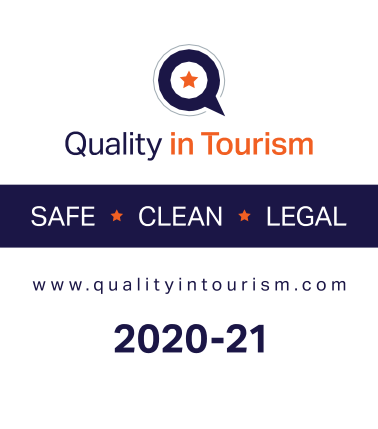 Quality in Tourism
SAFE ★ CLEAN ★ LEGAL
www.qualityintourism.com
2020-21